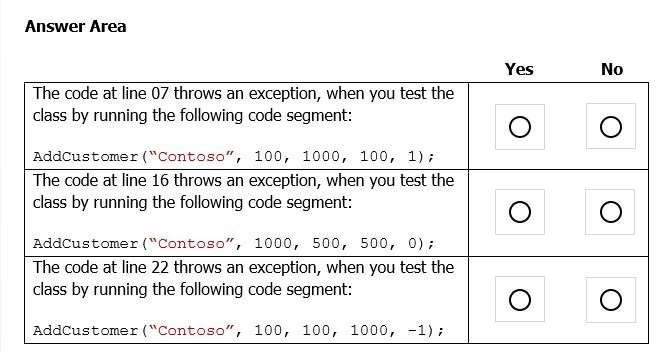 Answer Area
Yes No
The code at line 07 throws an exception, when you test the
class by running the following code segment:
AddCustomer(“Contoso”, 100, 1000, 100, 1);
The code at line 16 throws an exception, when you test the
class by running the following code segment:
AddCustomer(“Contoso”, 1000, 500, 500, 0);
The code at line 22 throws an exception, when you test the
class by running the following code segment:
AddCustomer(“Contoso”, 100, 100, 1000, -1);